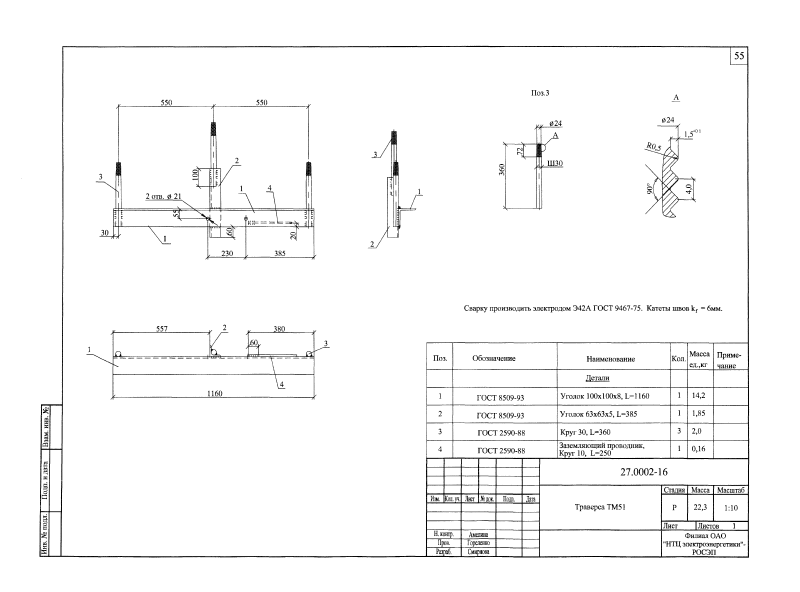 55
550
550
3
2
100
2 отв. ø 21
1
4
55
30
1
60
20
230
385
3
1
2
Поз.3
ø24
А
72
360
Ш30
А
ø24
1,5
R0,5
90°
4,0
Сварку производить электродом Э42А ГОСТ 9467-75. Катеты швов kf = 6мм.
557
2
380
60
3
1
4
1160
Поз. Обозначение Наименование Кол. Масса ед.,кг Приме-чание
Детали
1 ГОСТ 8509-93 Уголок 100х100х8, L=1160 1 14,2
2 ГОСТ 8509-93 Уголок 63х63х5, L=385 1 1,85
3 ГОСТ 2590-88 Круг 30, L=360 3 2,0
4 ГОСТ 2590-88 Заземляющий проводник, Круг 10, L=250 1 0,16
27.0002-16
Изм. Кол. уч. Лист № док. Подп. Дата
Траверса ТМ51
Стадия Масса Масштаб
Р 22,3 1:10
Лист Листов 1
Н. контр. Амелина
Пров. Гореленко
Разраб. Смирнова
Филиал ОАО
"НТЦ электроэнергетики"-
РОСЭП
Взам. инв. №
Подп. и дата
Инв. № подл.